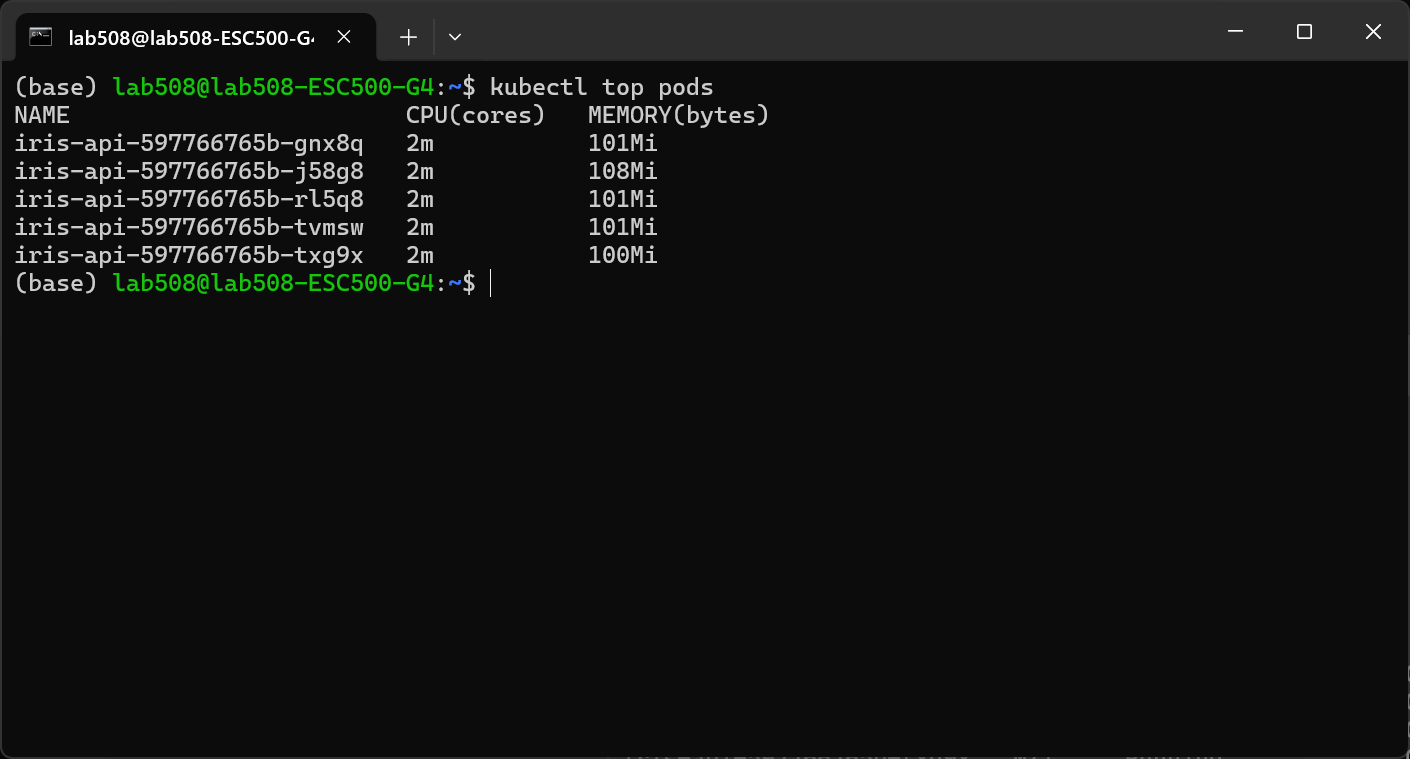 lab508@lab508-ESC500-G4
(base) lab508@lab508-ESC500-G4:~$ kubectl top pods
NAME                        CPU(cores)   MEMORY(bytes)
iris-api-597766765b-gnx8q   2m           101Mi
iris-api-597766765b-j58g8   2m           108Mi
iris-api-597766765b-rl5q8   2m           101Mi
iris-api-597766765b-tvmsw   2m           101Mi
iris-api-597766765b-txg9x   2m           100Mi
(base) lab508@lab508-ESC500-G4:~$